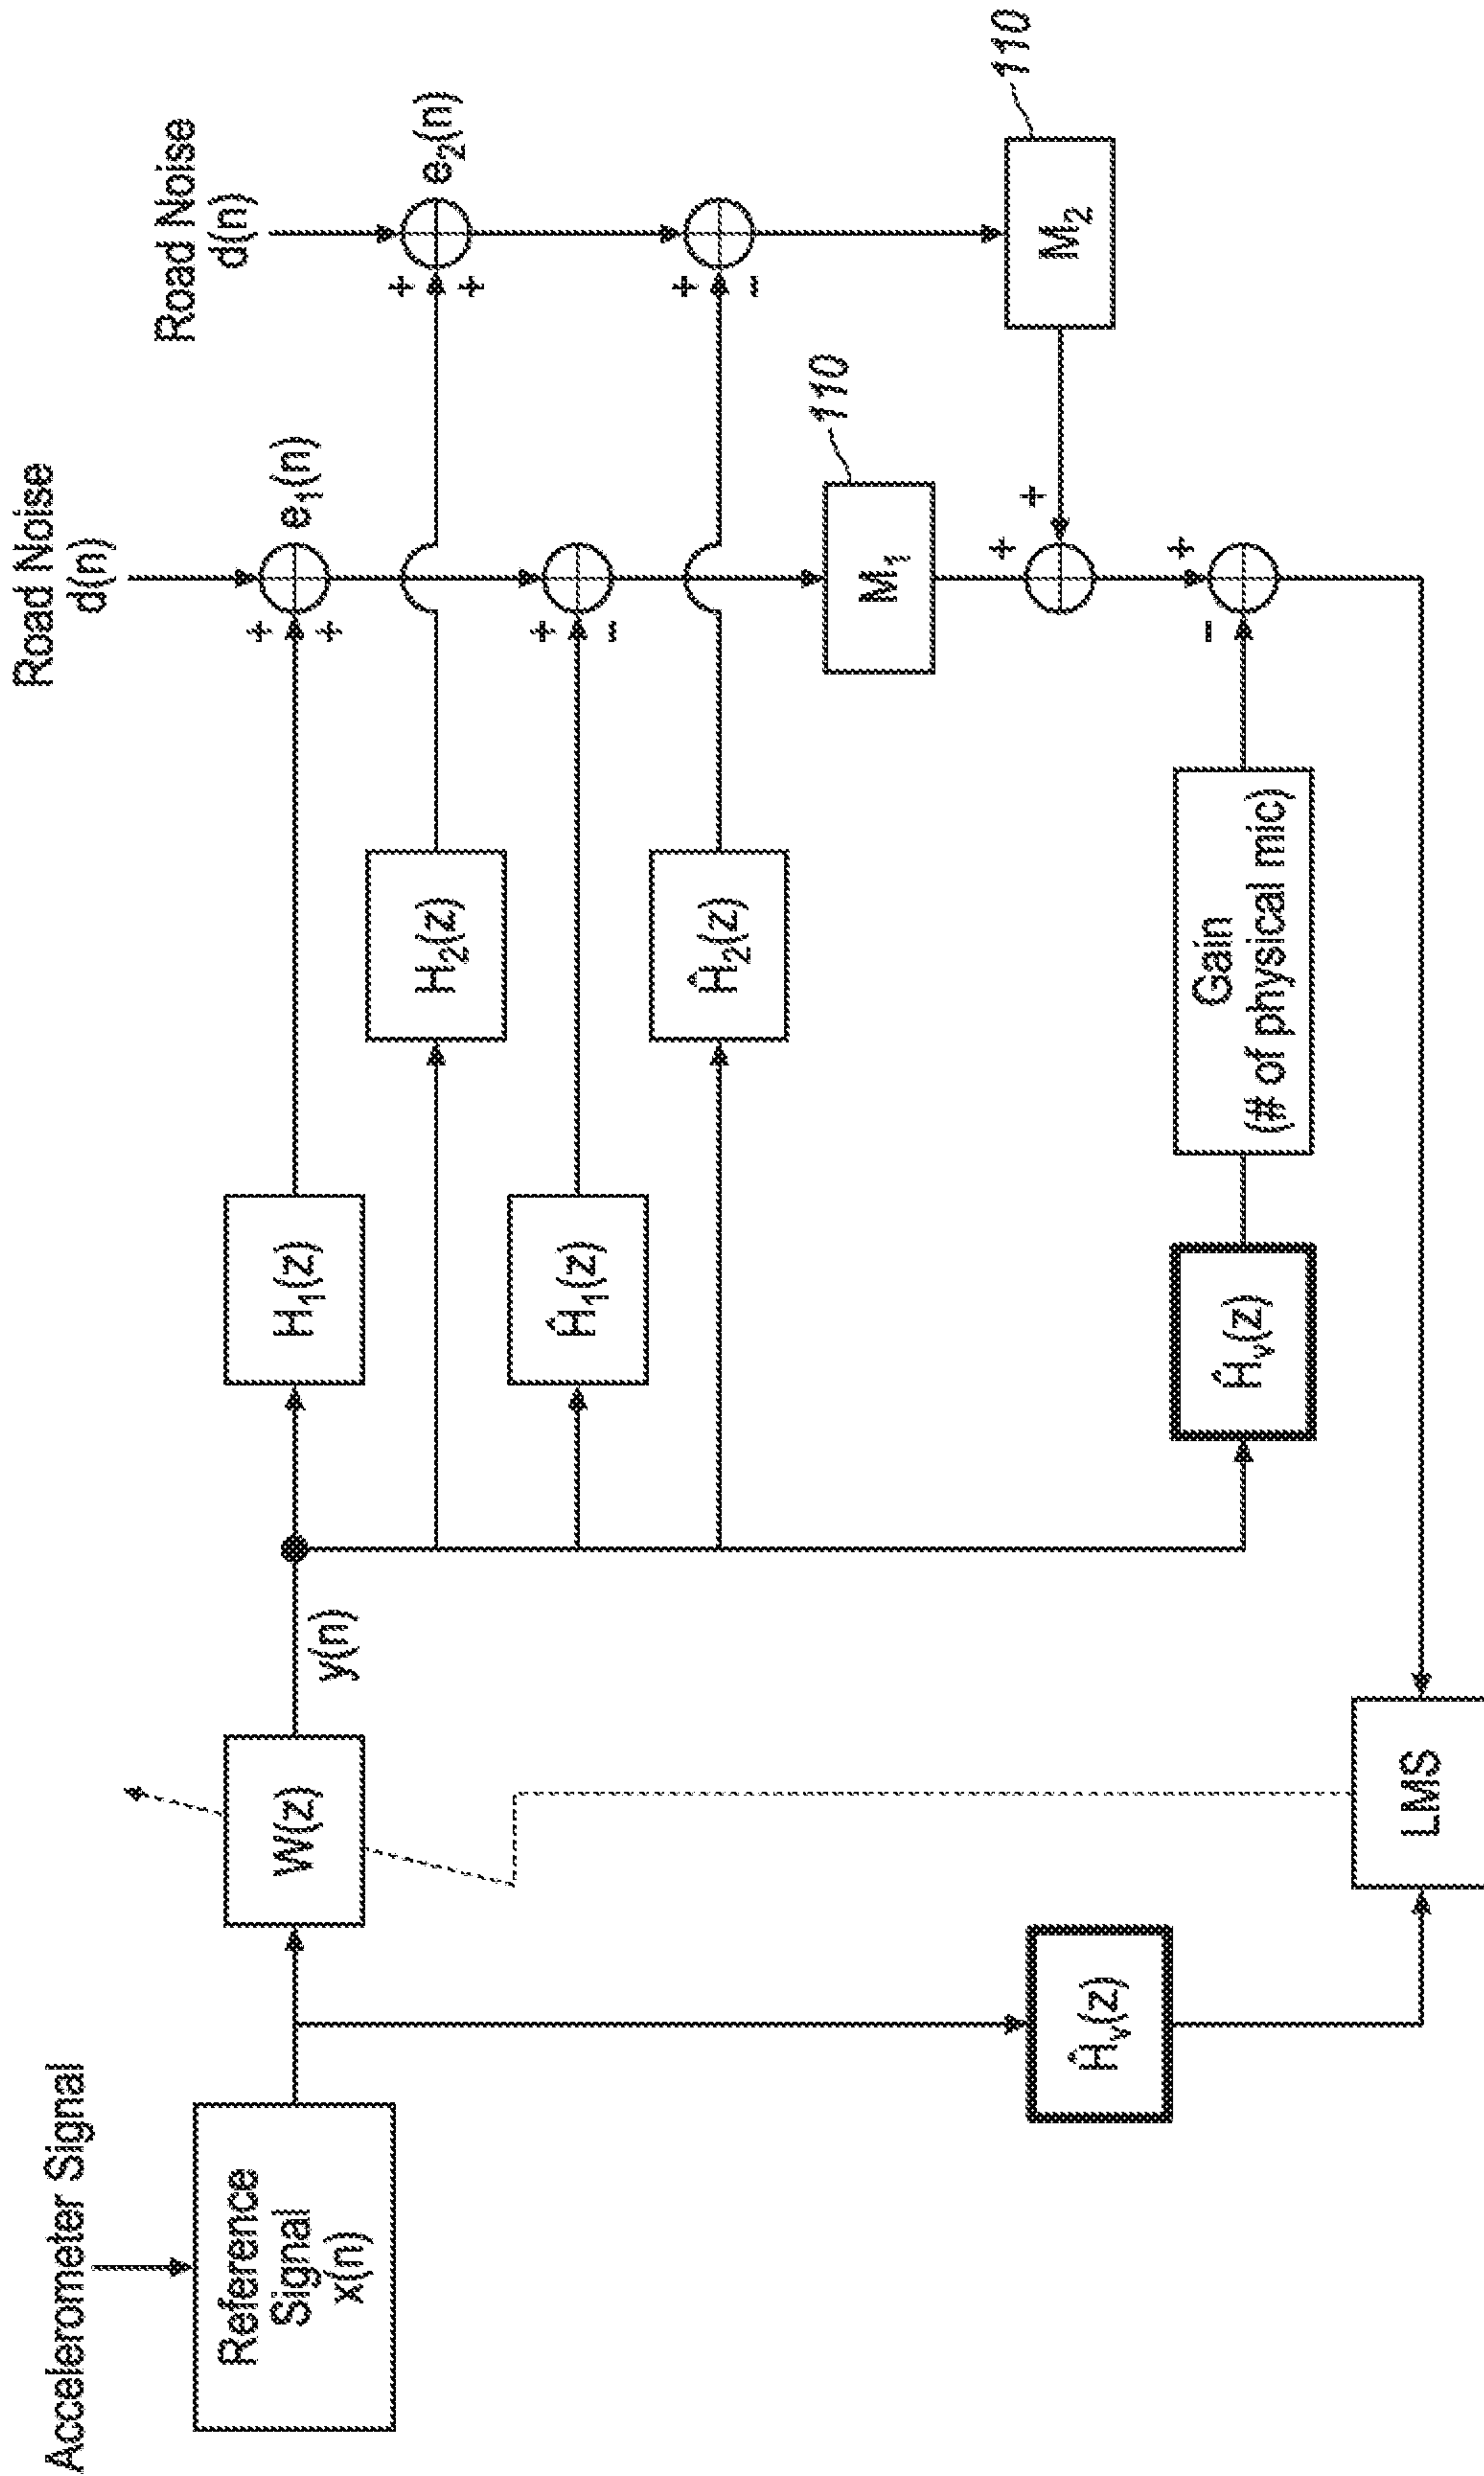 Accelerometer Signal
Reference
Signal
x(n)
W(z)
y(n)
H₁(z)
H₂(z)
Ĥ₁(z)
Ĥ₂(z)
Road Noise
d(n)
e₁(n)
+
+
Road Noise
d(n)
e₂(n)
+
+
+
−
+
−
M₁
110
M₂
110
+
+
+
−
Ĥᵥ(z)
Gain
(# of physical mic)
Ĥᵥ(z)
LMS